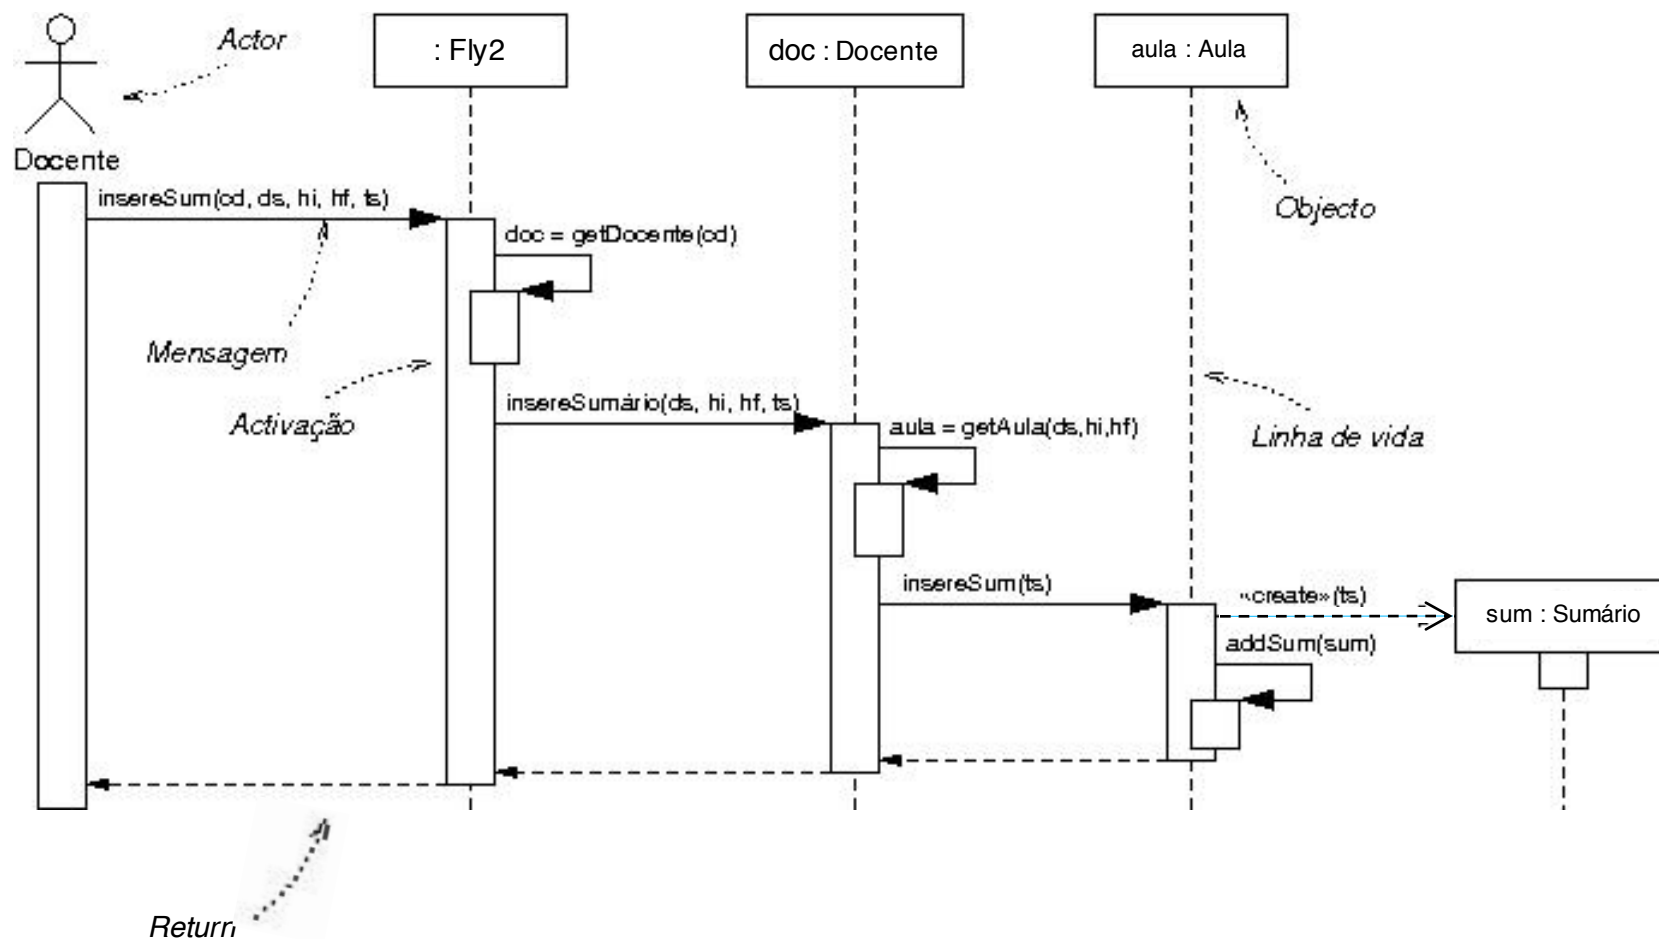 Actor
: Fly2
doc : Docente
aula : Aula
Docente
insereSum(cd, ds, hi, hf, ts)
Objecto
doc = getDocente(cd)
Mensagem
Activação
insereSumário(ds, hi, hf, ts)
aula = getAula(ds,hi,hf)
Linha de vida
insereSum(ts)
«create»(ts)
sum : Sumário
addSum(sum)
Return